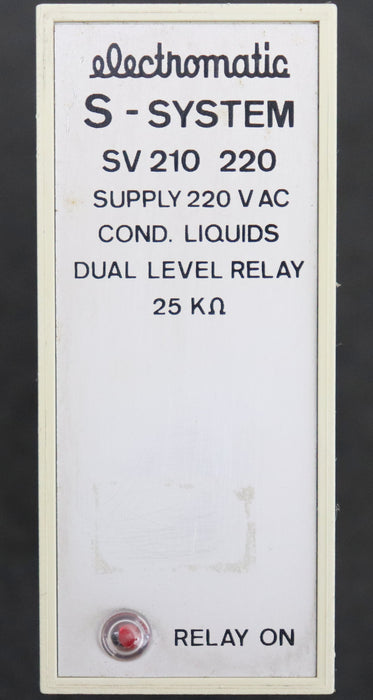 electromatic
S - SYSTEM
SV 210 220
SUPPLY 220 V AC
COND. LIQUIDS
DUAL LEVEL RELAY
25 KΩ
RELAY ON